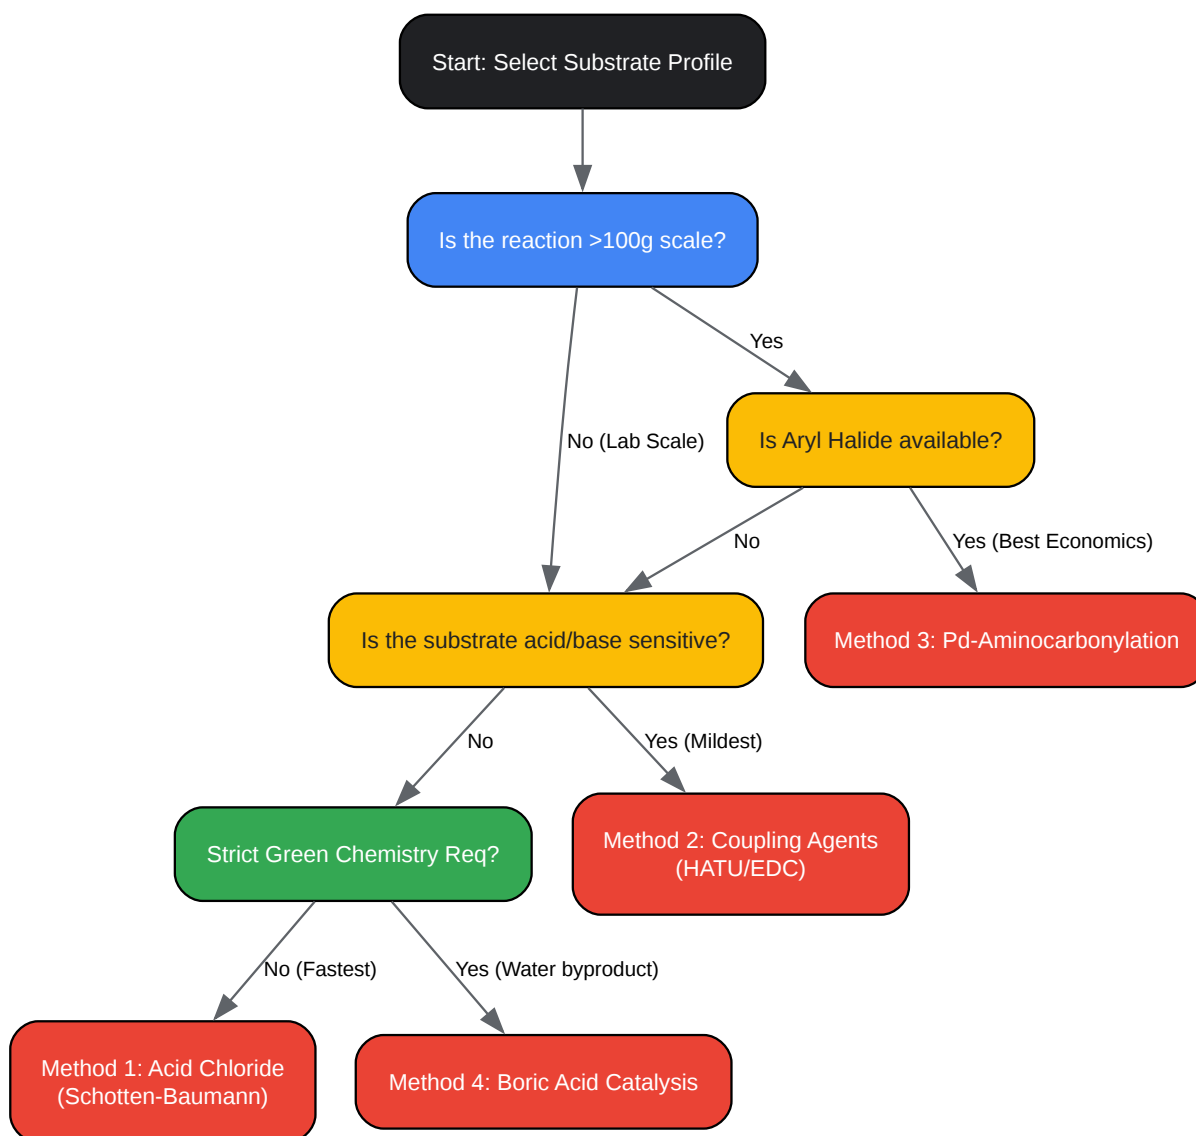 Start: Select Substrate Profile
Is the reaction >100g scale?
Yes
Is Aryl Halide available?
No (Lab Scale)
No
Yes (Best Economics)
Is the substrate acid/base sensitive?
Method 3: Pd-Aminocarbonylation
No
Yes (Mildest)
Strict Green Chemistry Req?
Method 2: Coupling Agents
(HATU/EDC)
No (Fastest)
Yes (Water byproduct)
Method 1: Acid Chloride
(Schotten-Baumann)
Method 4: Boric Acid Catalysis